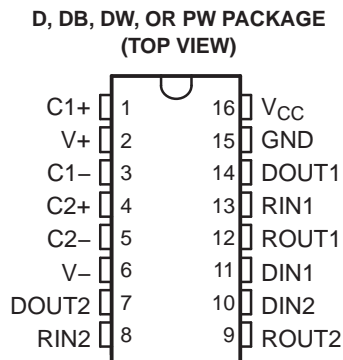 D, DB, DW, OR PW PACKAGE
(TOP VIEW)
C1+ 1 16 VCC
V+ 2 15 GND
C1− 3 14 DOUT1
C2+ 4 13 RIN1
C2− 5 12 ROUT1
V− 6 11 DIN1
DOUT2 7 10 DIN2
RIN2 8 9 ROUT2